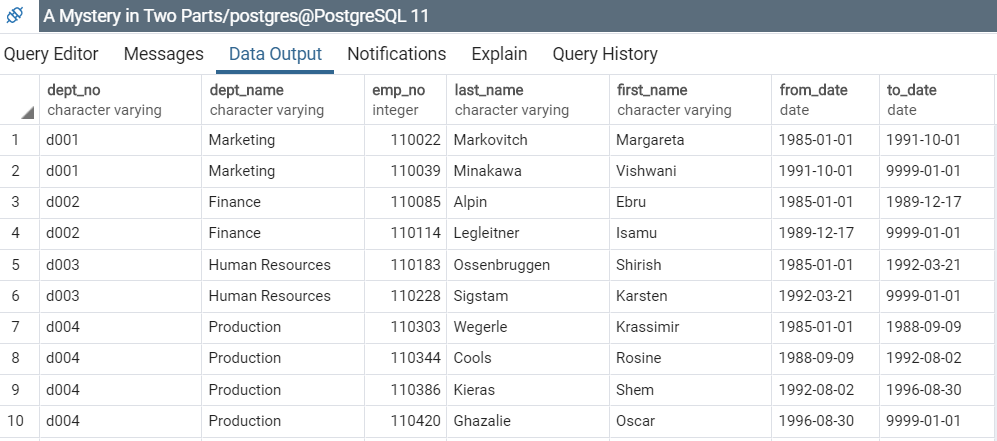 A Mystery in Two Parts/postgres@PostgreSQL 11
Query Editor Messages Data Output Notifications Explain Query History
dept_no dept_name emp_no last_name first_name from_date to_date
character varying character varying integer character varying character varying date date
1 d001 Marketing 110022 Markovitch Margareta 1985-01-01 1991-10-01
2 d001 Marketing 110039 Minakawa Vishwani 1991-10-01 9999-01-01
3 d002 Finance 110085 Alpin Ebru 1985-01-01 1989-12-17
4 d002 Finance 110114 Legleitner Isamu 1989-12-17 9999-01-01
5 d003 Human Resources 110183 Ossenbruggen Shirish 1985-01-01 1992-03-21
6 d003 Human Resources 110228 Sigstam Karsten 1992-03-21 9999-01-01
7 d004 Production 110303 Wegerle Krassimir 1985-01-01 1988-09-09
8 d004 Production 110344 Cools Rosine 1988-09-09 1992-08-02
9 d004 Production 110386 Kieras Shem 1992-08-02 1996-08-30
10 d004 Production 110420 Ghazalie Oscar 1996-08-30 9999-01-01